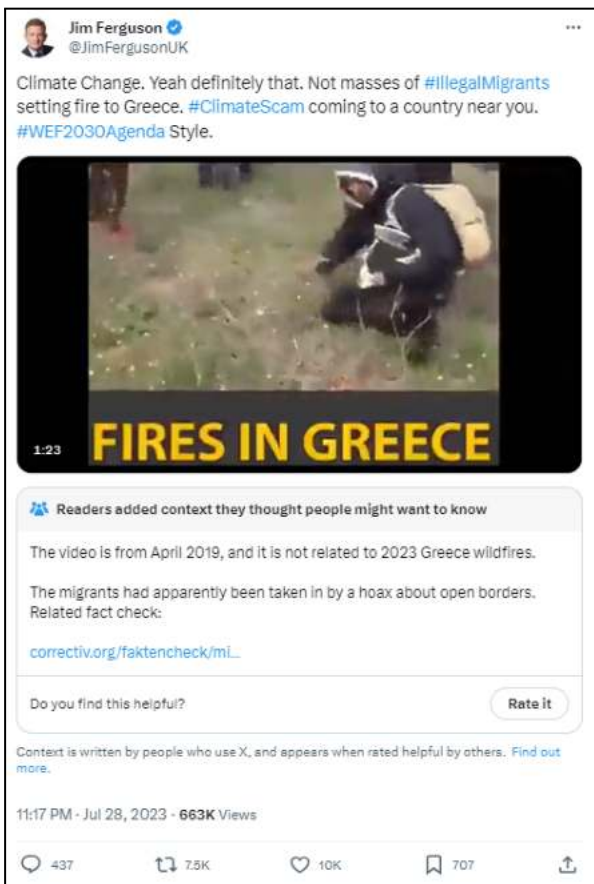 Jim Ferguson
@JimFergusonUK
Climate Change. Yeah definitely that. Not masses of #IllegalMigrants
setting fire to Greece. #ClimateScam coming to a country near you.
#WEF2030Agenda Style.
1:23
FIRES IN GREECE
Readers added context they thought people might want to know
The video is from April 2019, and it is not related to 2023 Greece wildfires.
The migrants had apparently been taken in by a hoax about open borders.
Related fact check:
correctiv.org/faktencheck/mi...
Do you find this helpful?
Rate it
Context is written by people who use X, and appears when rated helpful by others. Find out
more.
11:17 PM · Jul 28, 2023 · 663K Views
437 7.5K 10K 707